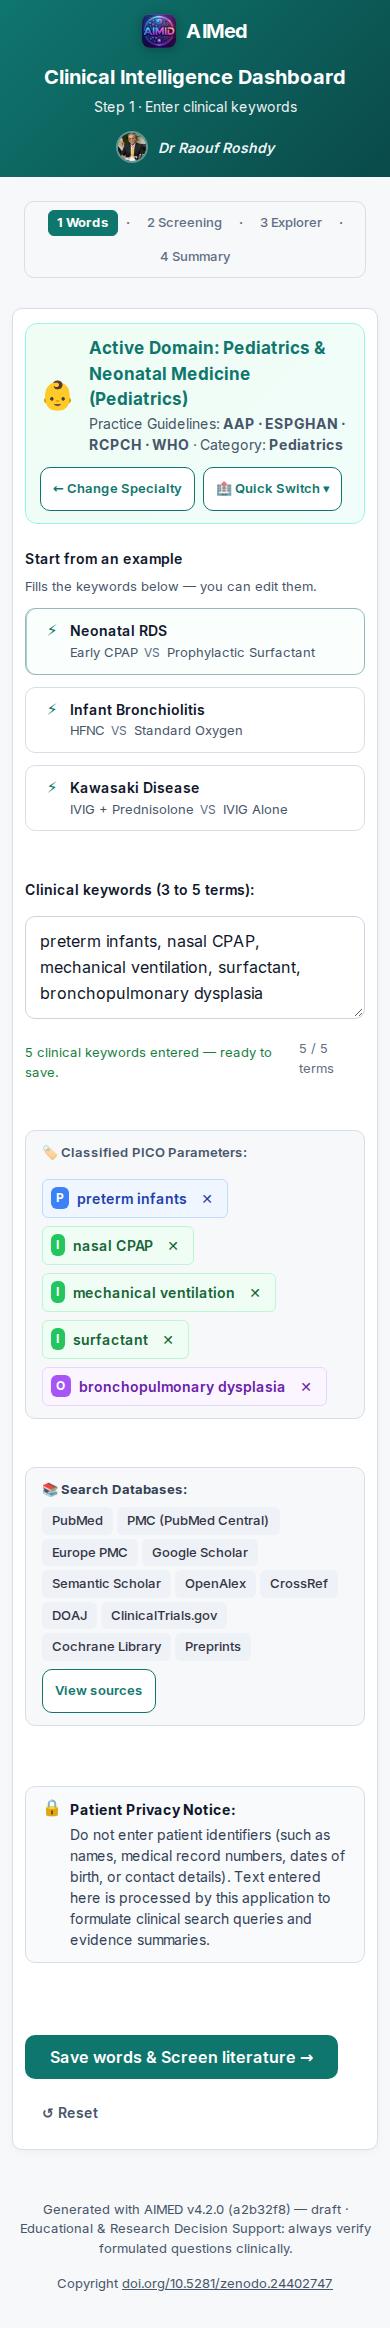 AIMID AIMed
Clinical Intelligence Dashboard
Step 1 · Enter clinical keywords
Dr Raouf Roshdy
1 Words · 2 Screening · 3 Explorer ·
4 Summary
Active Domain: Pediatrics &
Neonatal Medicine
(Pediatrics)
Practice Guidelines: AAP · ESPGHAN ·
RCPCH · WHO · Category: Pediatrics
← Change Specialty
🏥 Quick Switch ▾
Start from an example
Fills the keywords below — you can edit them.
⚡ Neonatal RDS
Early CPAP VS Prophylactic Surfactant
⚡ Infant Bronchiolitis
HFNC VS Standard Oxygen
⚡ Kawasaki Disease
IVIG + Prednisolone VS IVIG Alone
Clinical keywords (3 to 5 terms):
preterm infants, nasal CPAP,
mechanical ventilation, surfactant,
bronchopulmonary dysplasia
5 clinical keywords entered — ready to
save.
5 / 5
terms
🏷️ Classified PICO Parameters:
P preterm infants ✕
I nasal CPAP ✕
I mechanical ventilation ✕
I surfactant ✕
O bronchopulmonary dysplasia ✕
📚 Search Databases:
PubMed PMC (PubMed Central)
Europe PMC Google Scholar
Semantic Scholar OpenAlex CrossRef
DOAJ ClinicalTrials.gov
Cochrane Library Preprints
View sources
🔒 Patient Privacy Notice:
Do not enter patient identifiers (such as
names, medical record numbers, dates of
birth, or contact details). Text entered
here is processed by this application to
formulate clinical search queries and
evidence summaries.
Save words & Screen literature →
↺ Reset
Generated with AIMED v4.2.0 (a2b32f8) — draft ·
Educational & Research Decision Support: always verify
formulated questions clinically.
Copyright doi.org/10.5281/zenodo.24402747